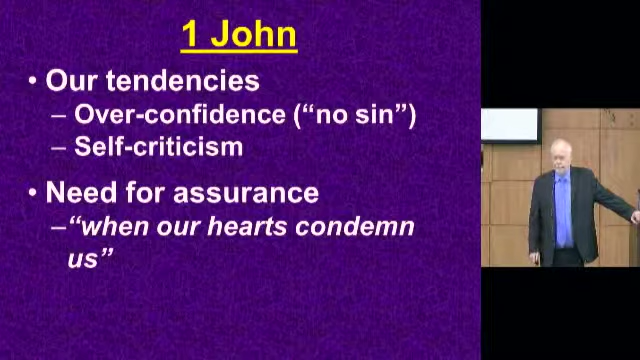 1 John
• Our tendencies
– Over-confidence (“no sin”)
– Self-criticism
• Need for assurance
–“when our hearts condemn
us”